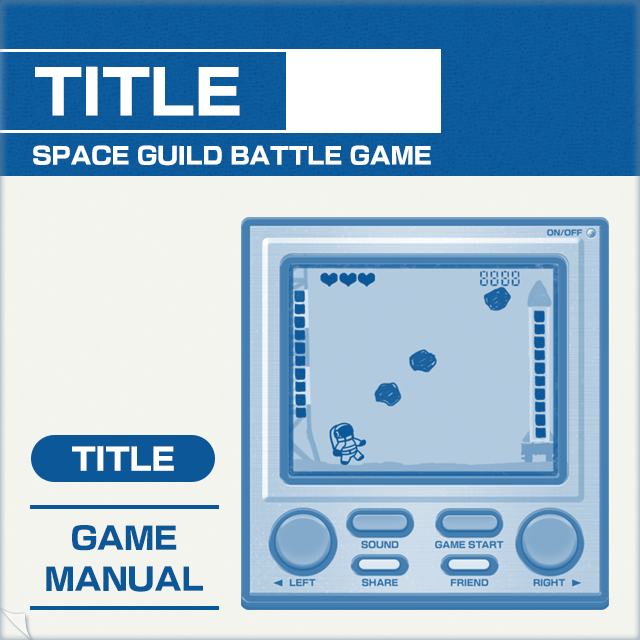 TITLE
SPACE GUILD BATTLE GAME
ON/OFF
8888
TITLE
GAME
MANUAL
SOUND
GAME START
◄ LEFT
SHARE
FRIEND
RIGHT ►